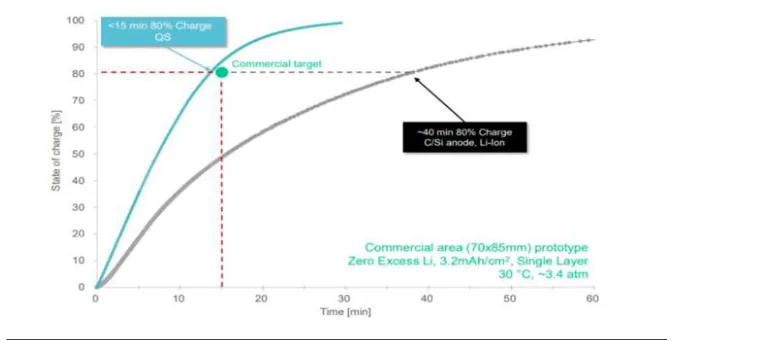 <15 min 80% Charge
QS
Commercial target
~40 min 80% Charge
C/Si anode, Li-Ion
Commercial area (70x85mm) prototype
Zero Excess Li, 3.2mAh/cm², Single Layer
30 °C, ~3.4 atm
State of charge [%]
100
90
80
70
60
50
40
30
20
10
0
0 10 20 30 40 50 60
Time [min]